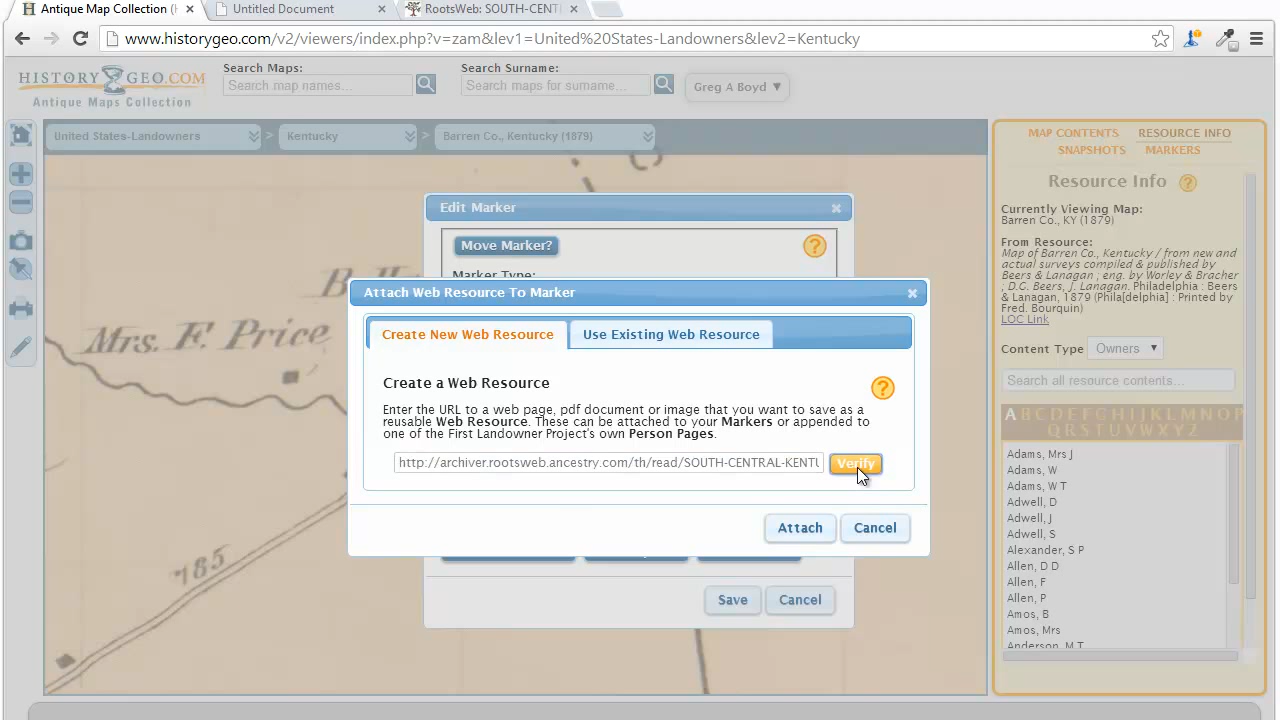 Antique Map Collection (H
Untitled Document
RootsWeb: SOUTH-CENT
www.historygeo.com/v2/viewers/index.php?v=zam&lev1=United%20States-Landowners&lev2=Kentucky
HISTORYGEO.COM
Antique Maps Collection
Search Maps:
Search map names...
Search Surname:
Search maps for surname...
Greg A Boyd ▼
United States-Landowners > Kentucky > Barren Co., Kentucky (1879)
Mrs. F. Price
785
Edit Marker
Move Marker?
?
Marker Type:
Attach Web Resource To Marker
Create New Web Resource
Use Existing Web Resource
Create a Web Resource
?
Enter the URL to a web page, pdf document or image that you want to save as a
reusable Web Resource. These can be attached to your Markers or appended to
one of the First Landowner Project's own Person Pages.
http://archiver.rootsweb.ancestry.com/th/read/SOUTH-CENTRAL-KENTU
Verify
Attach
Cancel
Save
Cancel
MAP CONTENTS
RESOURCE INFO
SNAPSHOTS
MARKERS
Resource Info ?
Currently Viewing Map:
Barren Co., KY (1879)
From Resource:
Map of Barren Co., Kentucky / from new and
actual surveys compiled & published by
Beers & Lanagan ; eng. by Worley & Bracher
; D.C. Beers, J. Lanagan. Philadelphia : Beers
& Lanagan, 1879 (Phila[delphia] : Printed by
Fred. Bourquin)
LOC Link
Content Type Owners
Search all resource contents...
A B C D E F G H I J K L M N O P
Q R S T U V W X Y Z
Adams, Mrs J
Adams, W
Adams, W T
Adwell, D
Adwell, J
Adwell, S
Alexander, S P
Allen, D D
Allen, F
Allen, P
Amos, B
Amos, Mrs
Anderson, M T